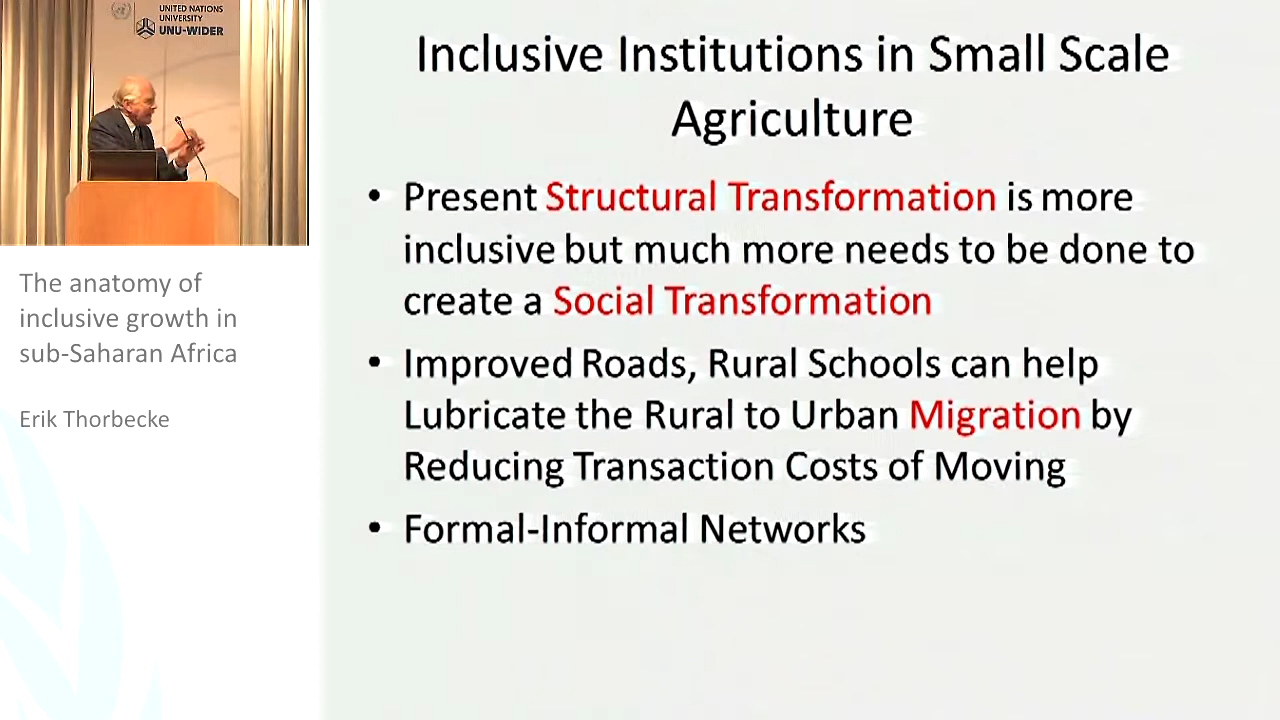 UNITED NATIONS
UNIVERSITY
UNU-WIDER
Inclusive Institutions in Small Scale
Agriculture
• Present Structural Transformation is more
inclusive but much more needs to be done to
create a Social Transformation
• Improved Roads, Rural Schools can help
Lubricate the Rural to Urban Migration by
Reducing Transaction Costs of Moving
• Formal-Informal Networks
The anatomy of
inclusive growth in
sub-Saharan Africa
Erik Thorbecke